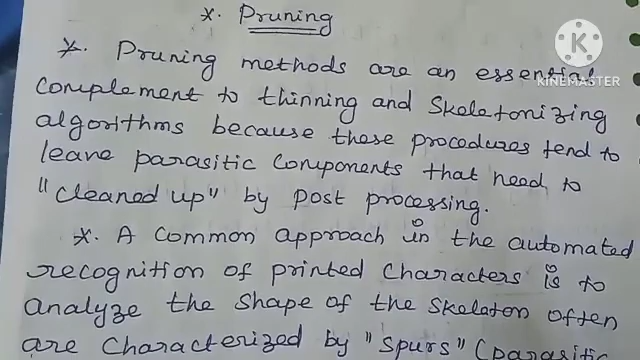 *. Pruning
*. Pruning methods are an essential
complement to thinning and skeletonizing
algorithms because these procedures tend to
leave parasitic components that need to
"cleaned up" by post processing.
*. A common approach in the automated
recognition of printed characters is to
analyze the shape of the skeleton often
are characterized by "spurs" (parasitic
KINEMASTER